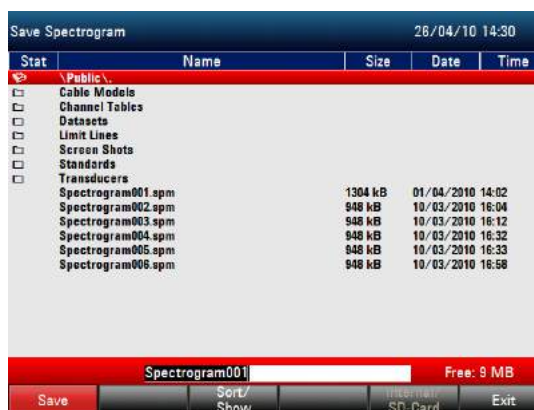 Save Spectrogram 26/04/10 14:30
Stat Name Size Date Time
\Public\.
Cable Models
Channel Tables
Datasets
Limit Lines
Screen Shots
Standards
Transducers
Spectrogram001.spm 1304 kB 01/04/2010 14:02
Spectrogram002.spm 948 kB 10/03/2010 16:04
Spectrogram003.spm 948 kB 10/03/2010 16:12
Spectrogram004.spm 948 kB 10/03/2010 16:32
Spectrogram005.spm 948 kB 10/03/2010 16:33
Spectrogram006.spm 948 kB 10/03/2010 16:58
Spectrogram001 Free: 9 MB
Save Sort/ Internal/ Exit
Show SD-Card